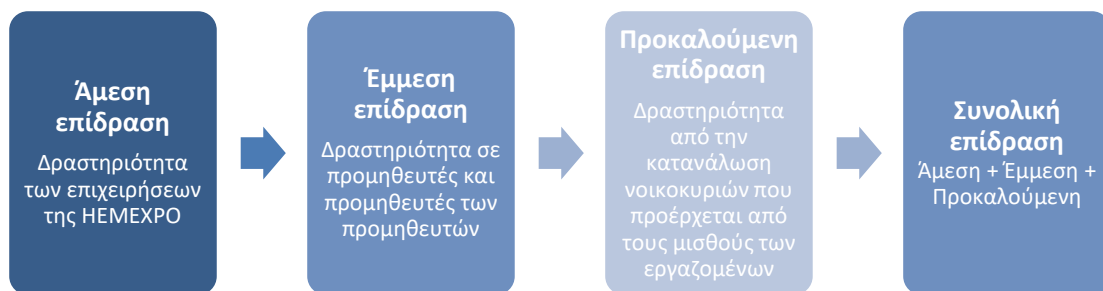 Άμεση
επίδραση
Δραστηριότητα
των επιχειρήσεων
της HEMEXPO
Έμμεση
επίδραση
Δραστηριότητα σε
προμηθευτές και
προμηθευτές των
προμηθευτών
Προκαλούμενη
επίδραση
Δραστηριότητα
από την
κατανάλωση
νοικοκυριών που
προέρχεται από
τους μισθούς των
εργαζομένων
Συνολική
επίδραση
Άμεση + Έμμεση +
Προκαλούμενη